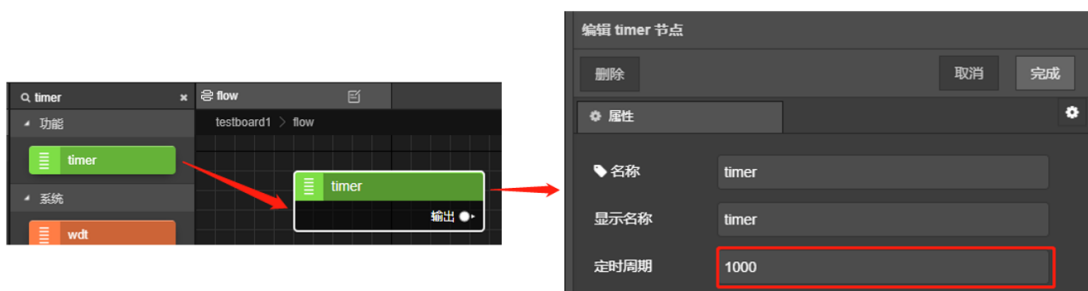 timer
功能
timer
系统
wdt
flow
testboard1 > flow
timer
输出
编辑 timer 节点
删除
取消 完成
属性
名称 timer
显示名称 timer
定时周期 1000